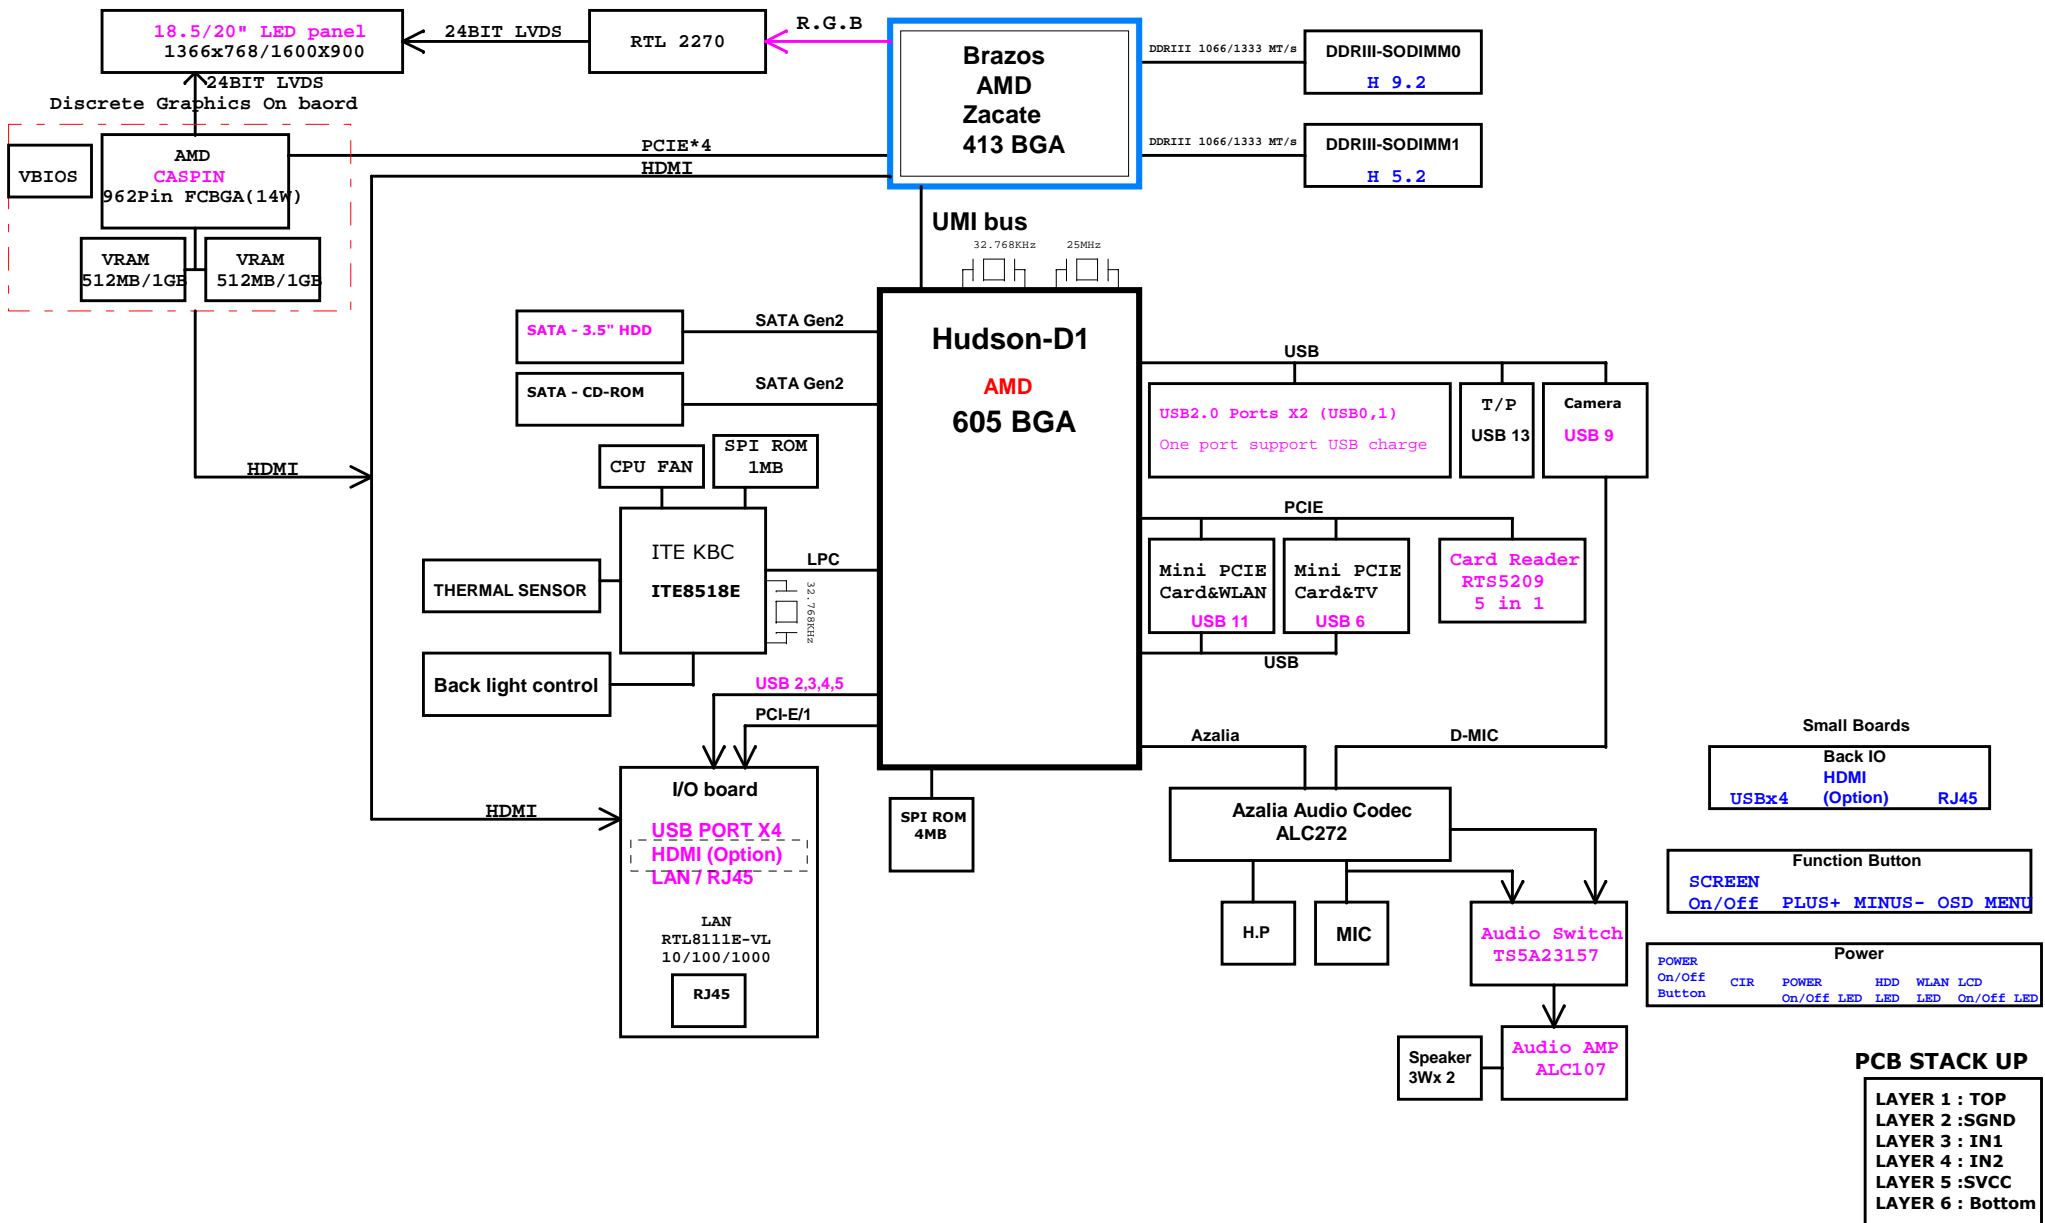 18.5/20" LED panel
1366x768/1600X900
24BIT LVDS
RTL 2270
R.G.B
Brazos
AMD
Zacate
413 BGA
DDRIII 1066/1333 MT/s
DDRIII-SODIMM0
H 9.2
DDRIII 1066/1333 MT/s
DDRIII-SODIMM1
H 5.2
24BIT LVDS
Discrete Graphics On baord
VBIOS
AMD
CASPIN
962Pin FCBGA(14W)
PCIE*4
HDMI
VRAM
512MB/1GB
VRAM
512MB/1GB
HDMI
UMI bus
32.768KHz
25MHz
Hudson-D1
AMD
605 BGA
SATA - 3.5" HDD
SATA Gen2
SATA - CD-ROM
SATA Gen2
CPU FAN
SPI ROM
1MB
ITE KBC
ITE8518E
LPC
32.768KHz
THERMAL SENSOR
Back light control
USB 2,3,4,5
PCI-E/1
HDMI
I/O board
USB PORT X4
HDMI (Option)
LAN / RJ45
LAN
RTL8111E-VL
10/100/1000
RJ45
SPI ROM
4MB
USB
USB2.0 Ports X2 (USB0,1)
One port support USB charge
T/P
USB 13
Camera
USB 9
PCIE
Mini PCIE
Card&WLAN
USB 11
Mini PCIE
Card&TV
USB 6
Card Reader
RTS5209
5 in 1
USB
Azalia
D-MIC
Azalia Audio Codec
ALC272
H.P
MIC
Audio Switch
TS5A23157
Audio AMP
ALC107
Speaker
3Wx 2
Small Boards
Back IO
HDMI
USBx4 (Option) RJ45
Function Button
SCREEN
On/Off PLUS+ MINUS- OSD MENU
Power
POWER
On/Off
Button
CIR
POWER
On/Off LED
HDD
LED
WLAN
LED
LCD
On/Off LED
PCB STACK UP
LAYER 1 : TOP
LAYER 2 :SGND
LAYER 3 : IN1
LAYER 4 : IN2
LAYER 5 :SVCC
LAYER 6 : Bottom